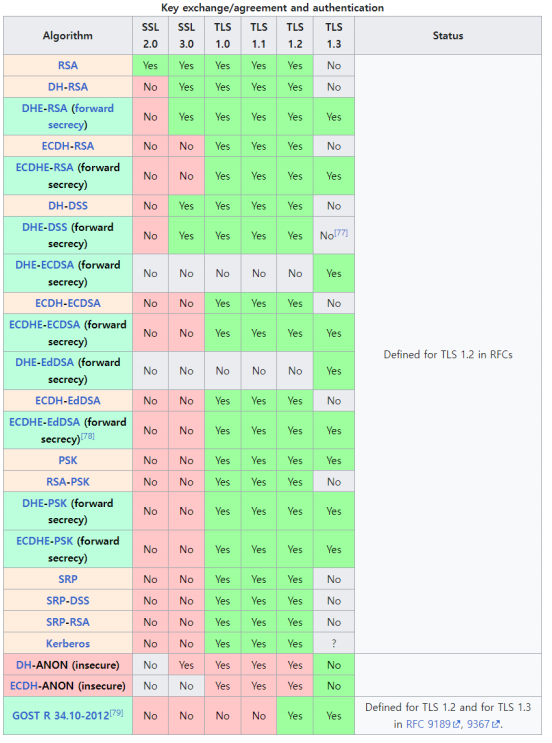 Key exchange/agreement and authentication
Algorithm SSL 2.0 SSL 3.0 TLS 1.0 TLS 1.1 TLS 1.2 TLS 1.3 Status
RSA Yes Yes Yes Yes Yes No
DH-RSA No Yes Yes Yes Yes No
DHE-RSA (forward secrecy) No Yes Yes Yes Yes Yes
ECDH-RSA No No Yes Yes Yes No
ECDHE-RSA (forward secrecy) No No Yes Yes Yes Yes
DH-DSS No Yes Yes Yes Yes No
DHE-DSS (forward secrecy) No Yes Yes Yes Yes No[77]
DHE-ECDSA (forward secrecy) No No No No No Yes
ECDH-ECDSA No No Yes Yes Yes No
ECDHE-ECDSA (forward secrecy) No No Yes Yes Yes Yes
DHE-EdDSA (forward secrecy) No No No No No Yes
Defined for TLS 1.2 in RFCs
ECDH-EdDSA No No Yes Yes Yes No
ECDHE-EdDSA (forward secrecy)[78] No No Yes Yes Yes Yes
PSK No No Yes Yes Yes Yes
RSA-PSK No No Yes Yes Yes No
DHE-PSK (forward secrecy) No No Yes Yes Yes Yes
ECDHE-PSK (forward secrecy) No No Yes Yes Yes Yes
SRP No No Yes Yes Yes No
SRP-DSS No No Yes Yes Yes No
SRP-RSA No No Yes Yes Yes No
Kerberos No No Yes Yes Yes ?
DH-ANON (insecure) No Yes Yes Yes Yes No
ECDH-ANON (insecure) No No Yes Yes Yes No
GOST R 34.10-2012[79] No No No No Yes Yes Defined for TLS 1.2 and for TLS 1.3
in RFC 9189, 9367.